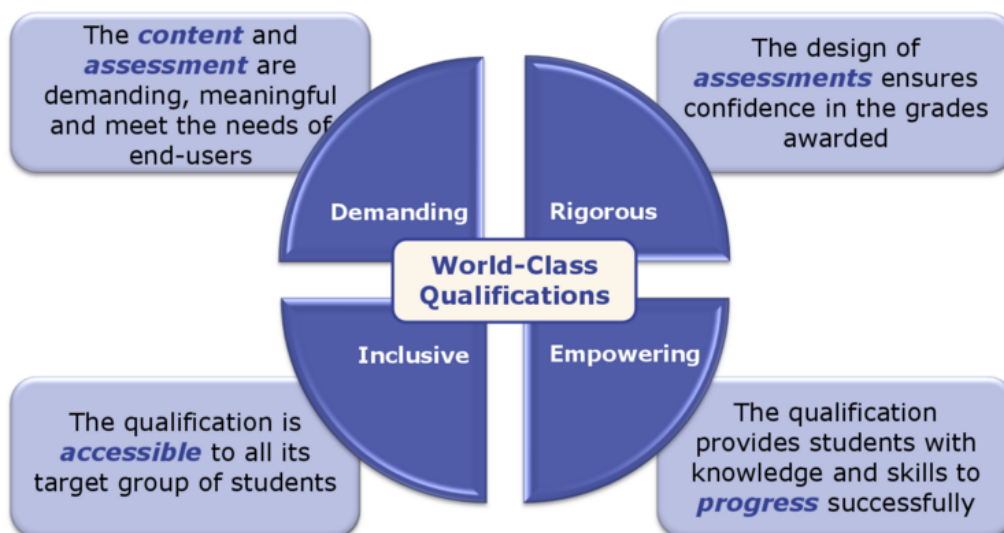 The content and
assessment are
demanding, meaningful
and meet the needs of
end-users
The design of
assessments ensures
confidence in the grades
awarded
Demanding
Rigorous
World-Class
Qualifications
Inclusive
Empowering
The qualification is
accessible to all its
target group of students
The qualification
provides students with
knowledge and skills to
progress successfully